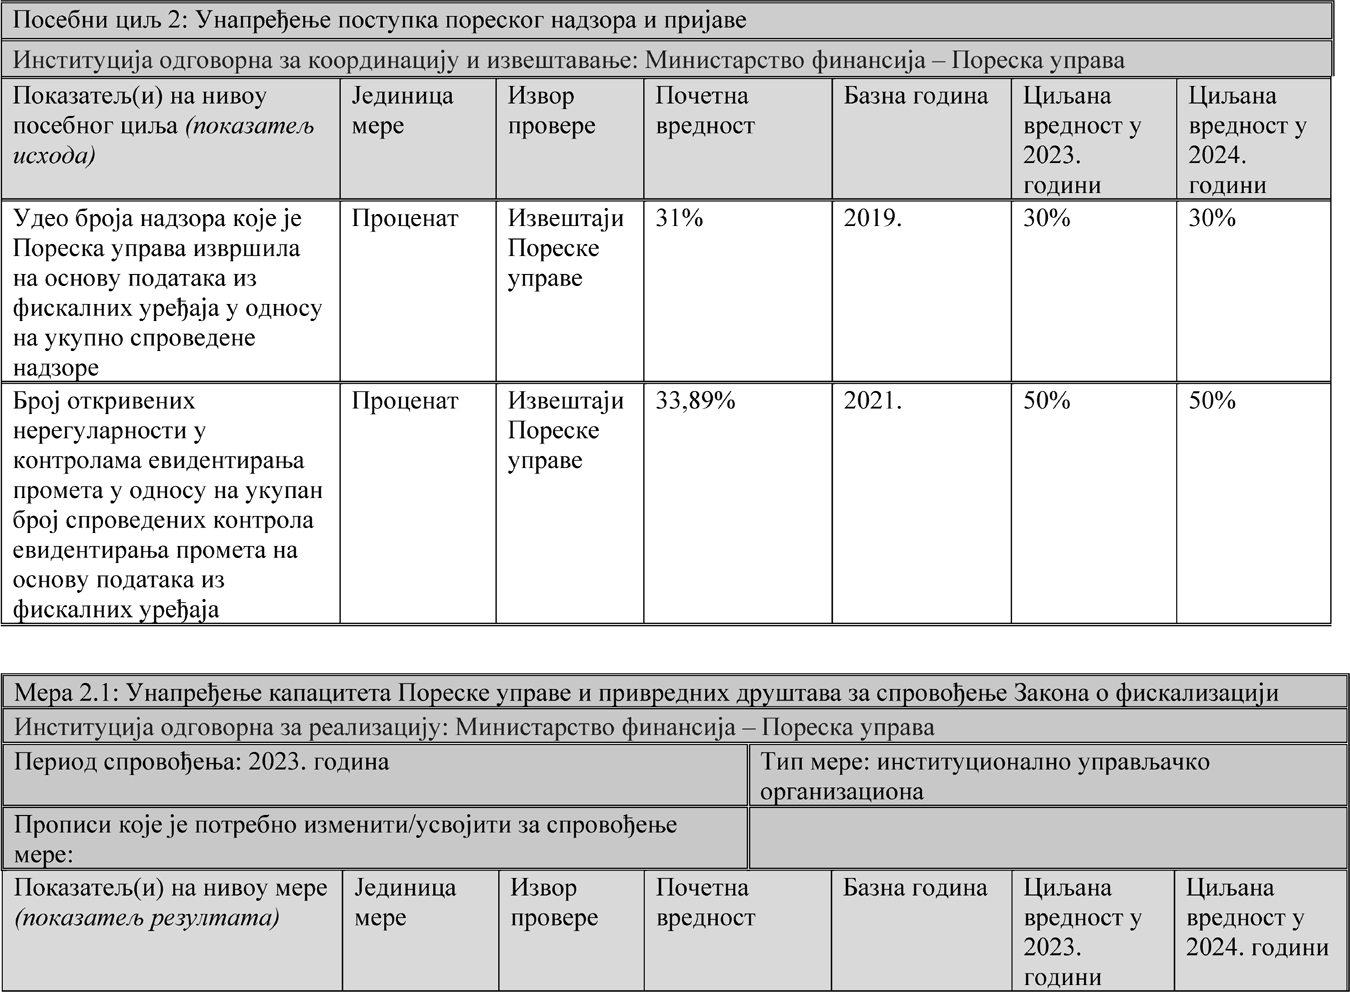 Посебни циљ 2: Унапређење поступка пореског надзора и пријаве
Институција одговорна за координацију и извештавање: Министарство финансија – Пореска управа
Показатељ(и) на нивоу
посебног циља (показатељ
исхода)
Јединица
мере
Извор
провере
Почетна
вредност
Базна година
Циљана
вредност у
2023.
години
Циљана
вредност у
2024.
години
Удео броја надзора које је
Пореска управа извршила
на основу података из
фискалних уређаја у односу
на укупно спроведене
надзоре
Проценат
Извештаји
Пореске
управе
31%
2019.
30%
30%
Број откривених
нерегуларности у
контролама евидентирања
промета у односу на укупан
број спроведених контрола
евидентирања промета на
основу података из
фискалних уређаја
Проценат
Извештаји
Пореске
управе
33,89%
2021.
50%
50%
Мера 2.1: Унапређење капацитета Пореске управе и привредних друштава за спровођење Закона о фискализацији
Институција одговорна за реализацију: Министарство финансија – Пореска управа
Период спровођења: 2023. година
Тип мере: институционално управљачко
организациона
Прописи које је потребно изменити/усвојити за спровођење
мере:
Показатељ(и) на нивоу мере
(показатељ резултата)
Јединица
мере
Извор
провере
Почетна
вредност
Базна година
Циљана
вредност у
2023.
години
Циљана
вредност у
2024. години